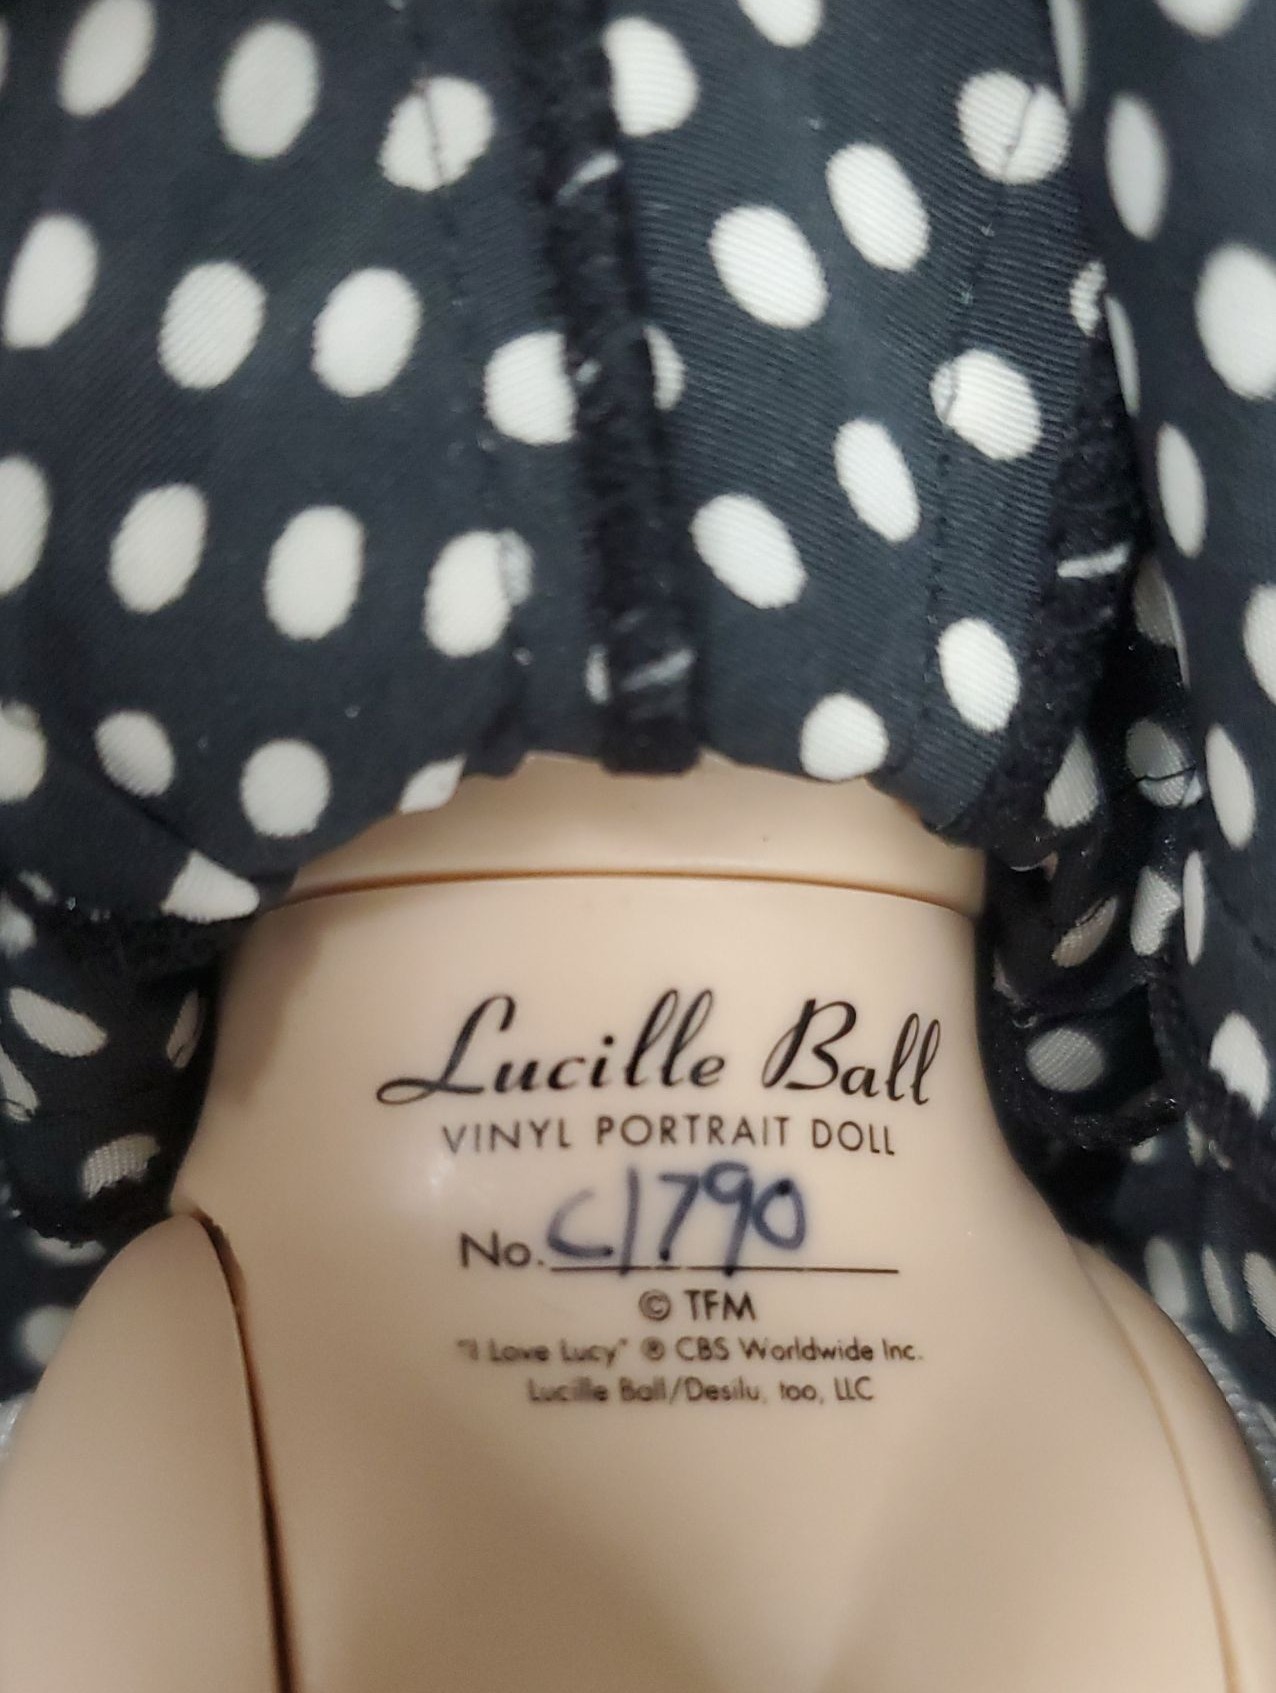 Lucille Ball
VINYL PORTRAIT DOLL
No. C1790
© TFM
"I Love Lucy" ® CBS Worldwide Inc.
Lucille Ball/Desilu, too, LLC